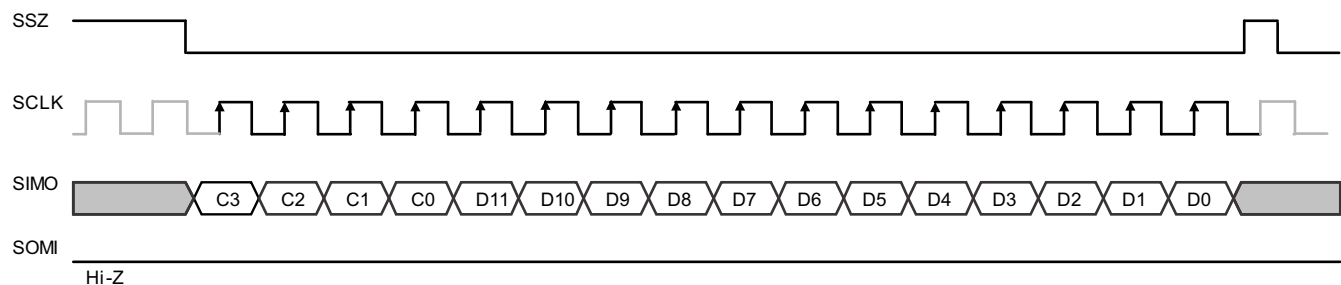 SSZ
SCLK
SIMO C3 C2 C1 C0 D11 D10 D9 D8 D7 D6 D5 D4 D3 D2 D1 D0
SOMI
Hi-Z